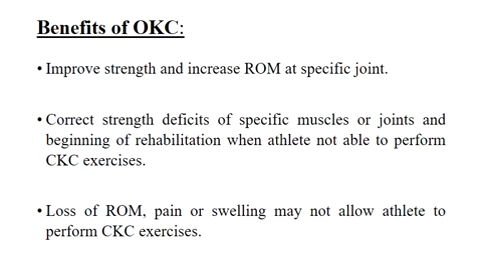 Benefits of OKC:
• Improve strength and increase ROM at specific joint.
• Correct strength deficits of specific muscles or joints and
beginning of rehabilitation when athlete not able to perform
CKC exercises.
• Loss of ROM, pain or swelling may not allow athlete to
perform CKC exercises.